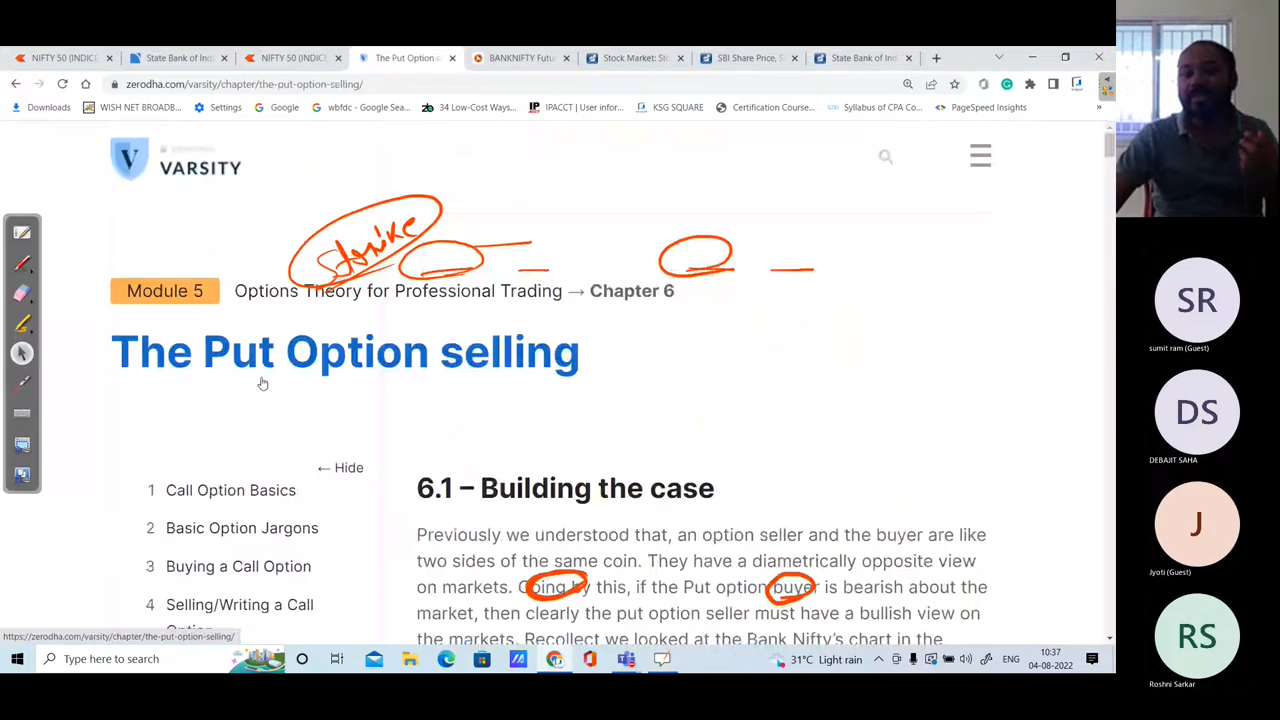 NIFTY 50 (INDICE
State Bank of Indi
NIFTY 50 (INDICE
The Put Option s
BANKNIFTY Futu
Stock Market: Sto
SBI Share Price, S
State Bank of Indi
zerodha.com/varsity/chapter/the-put-option-selling/
Downloads
WISH NET BROADB...
Settings
Google
wbfdc - Google Sea...
34 Low-Cost Ways...
IPACCT | User infor...
KSG SQUARE
Certification Course...
Syllabus of CPA Co...
PageSpeed Insights
VARSITY
Strike
Module 5 Options Theory for Professional Trading → Chapter 6
The Put Option selling
← Hide
1 Call Option Basics
2 Basic Option Jargons
3 Buying a Call Option
4 Selling/Writing a Call
6.1 – Building the case
Previously we understood that, an option seller and the buyer are like
two sides of the same coin. They have a diametrically opposite view
on markets. Going by this, if the Put option buyer is bearish about the
market, then clearly the put option seller must have a bullish view on
the markets. Recollect we looked at the Bank Nifty's chart in the
https://zerodha.com/varsity/chapter/the-put-option-selling/
Type here to search
31°C Light rain
ENG
10:37
04-08-2022
SR
sumit ram (Guest)
DS
DEBAJIT SAHA
J
Jyoti (Guest)
RS
Roshni Sarkar